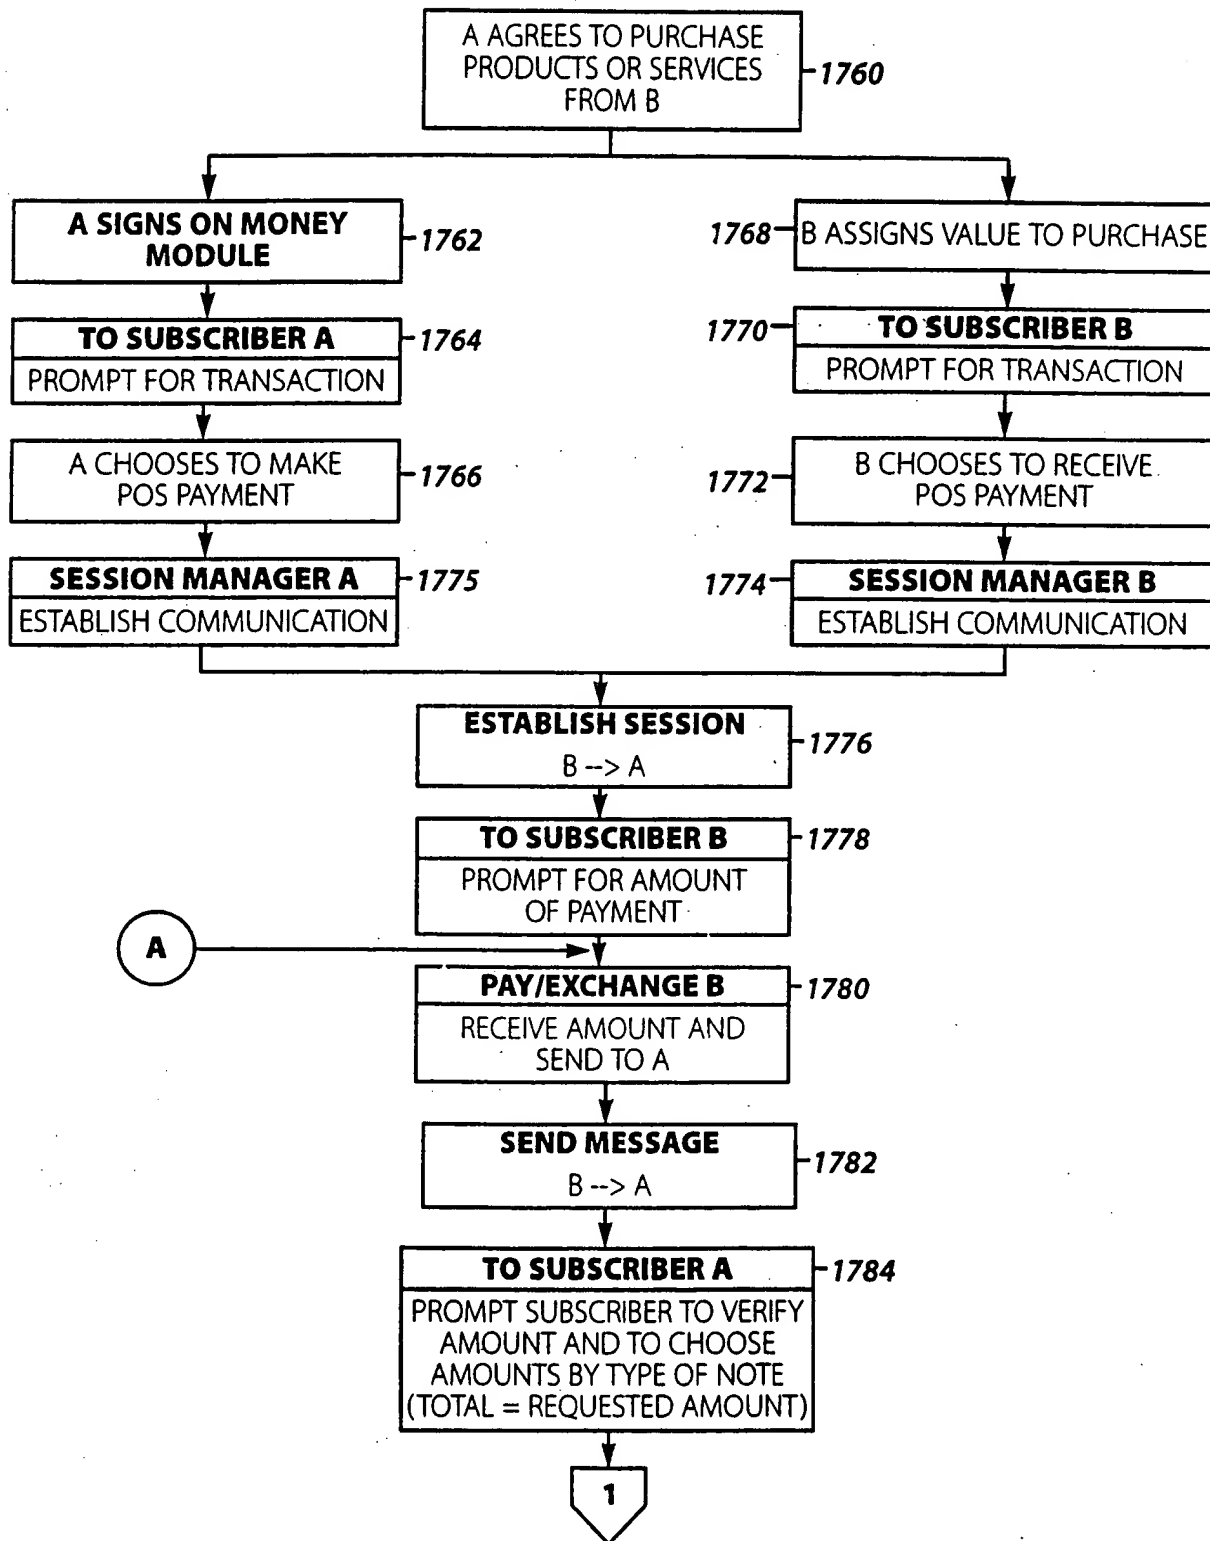 A AGREES TO PURCHASE
PRODUCTS OR SERVICES
FROM B
1760
A SIGNS ON MONEY
MODULE
1762
1768
B ASSIGNS VALUE TO PURCHASE
TO SUBSCRIBER A
PROMPT FOR TRANSACTION
1764
1770
TO SUBSCRIBER B
PROMPT FOR TRANSACTION
A CHOOSES TO MAKE
POS PAYMENT
1766
1772
B CHOOSES TO RECEIVE
POS PAYMENT
SESSION MANAGER A
ESTABLISH COMMUNICATION
1775
1774
SESSION MANAGER B
ESTABLISH COMMUNICATION
ESTABLISH SESSION
B --> A
1776
TO SUBSCRIBER B
PROMPT FOR AMOUNT
OF PAYMENT
1778
A
PAY/EXCHANGE B
RECEIVE AMOUNT AND
SEND TO A
1780
SEND MESSAGE
B --> A
1782
TO SUBSCRIBER A
PROMPT SUBSCRIBER TO VERIFY
AMOUNT AND TO CHOOSE
AMOUNTS BY TYPE OF NOTE
(TOTAL = REQUESTED AMOUNT)
1784
1